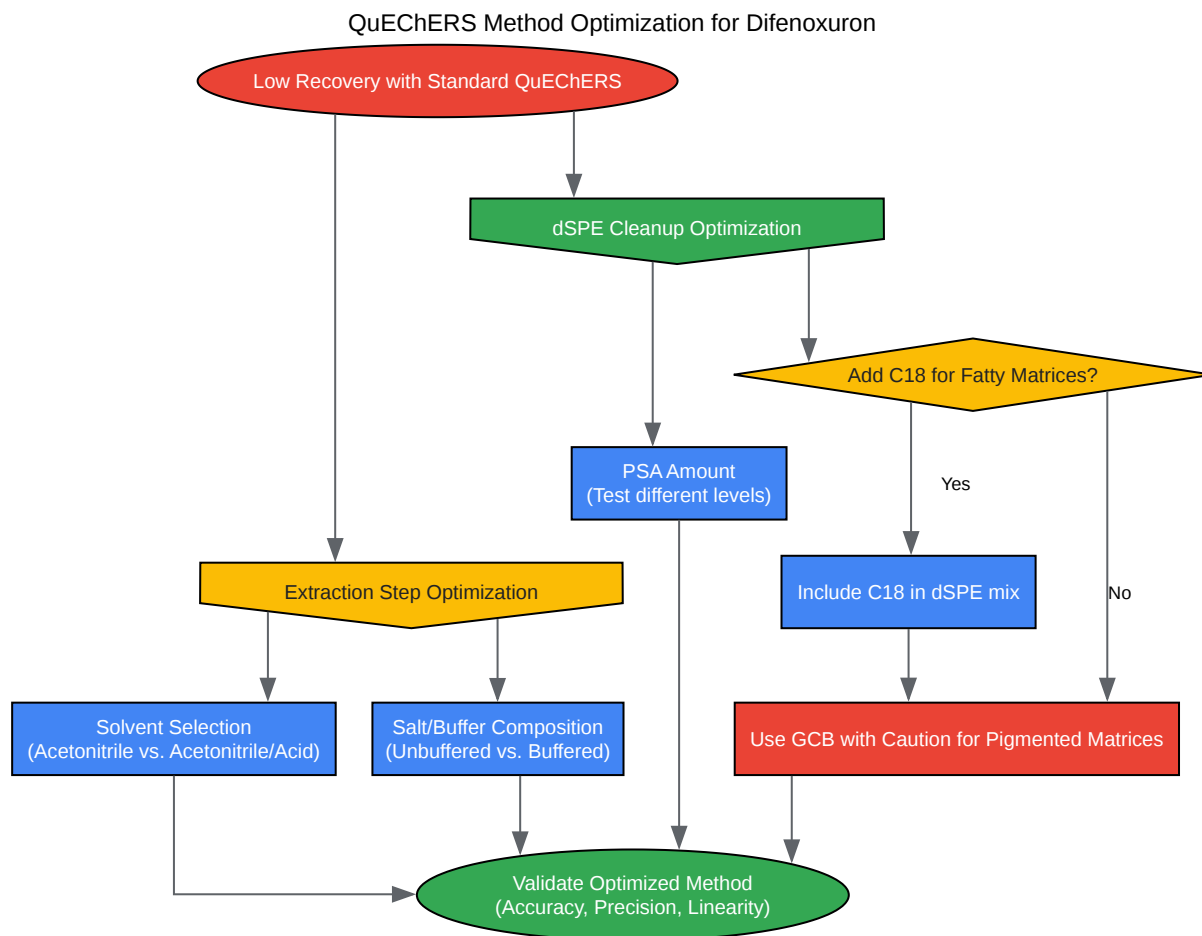 QuEChERS Method Optimization for Difenoxuron
Low Recovery with Standard QuEChERS
dSPE Cleanup Optimization
Add C18 for Fatty Matrices?
PSA Amount
(Test different levels)
Yes
Extraction Step Optimization
Include C18 in dSPE mix
No
Solvent Selection
(Acetonitrile vs. Acetonitrile/Acid)
Salt/Buffer Composition
(Unbuffered vs. Buffered)
Use GCB with Caution for Pigmented Matrices
Validate Optimized Method
(Accuracy, Precision, Linearity)